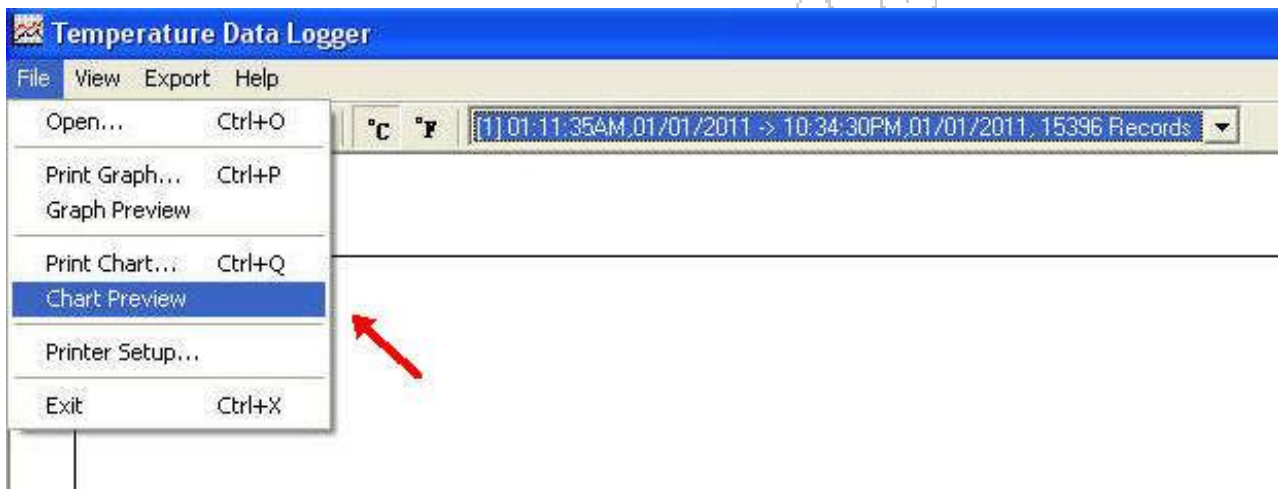 Temperature Data Logger
File View Export Help
Open... Ctrl+O
°C °F [1] 01:11:35AM,01/01/2011 -> 10:34:30PM,01/01/2011, 15396 Records
Print Graph... Ctrl+P
Graph Preview
Print Chart... Ctrl+Q
Chart Preview
Printer Setup...
Exit Ctrl+X